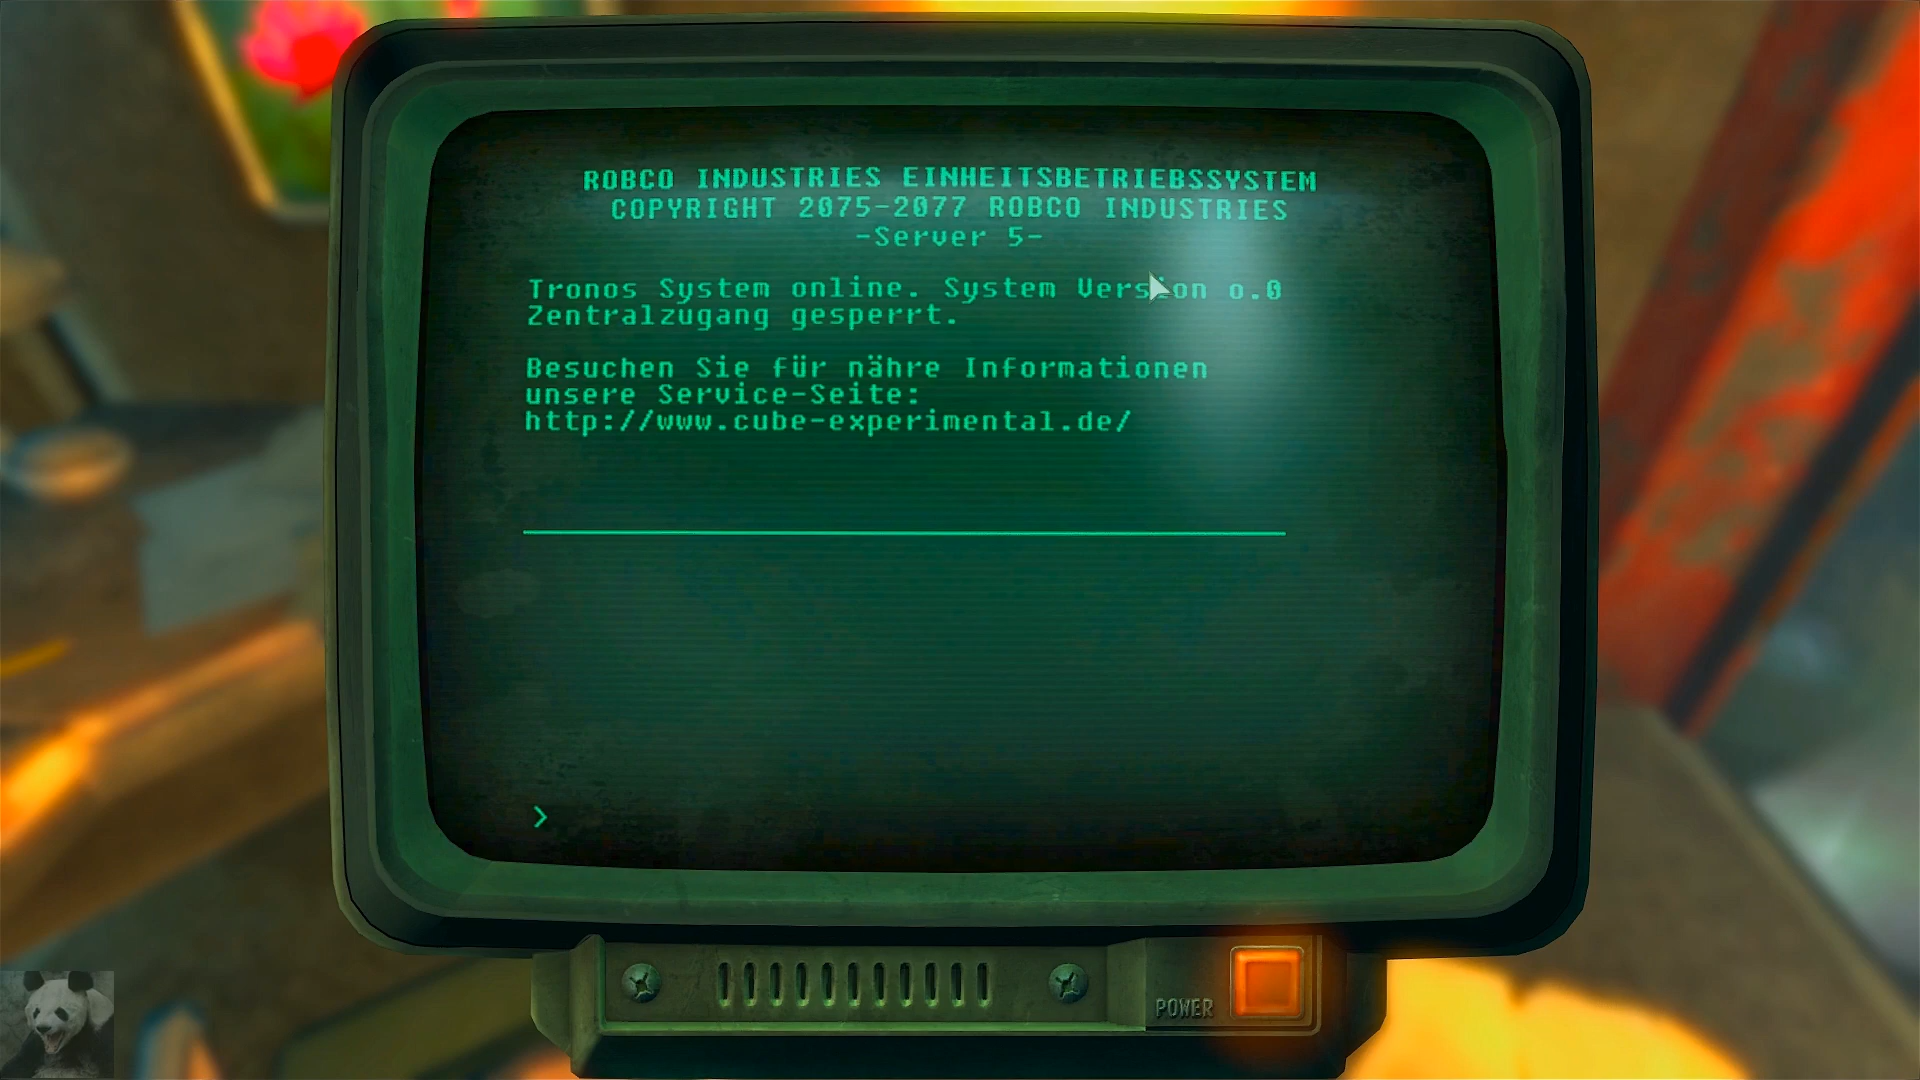 ROBCO INDUSTRIES EINHEITSBETRIEBSSYSTEM
COPYRIGHT 2075-2077 ROBCO INDUSTRIES
-Server 5-
Tronos System online. System Version o.0
Zentralzugang gesperrt.
Besuchen Sie für nähre Informationen
unsere Service-Seite:
http://www.cube-experimental.de/
>
POWER